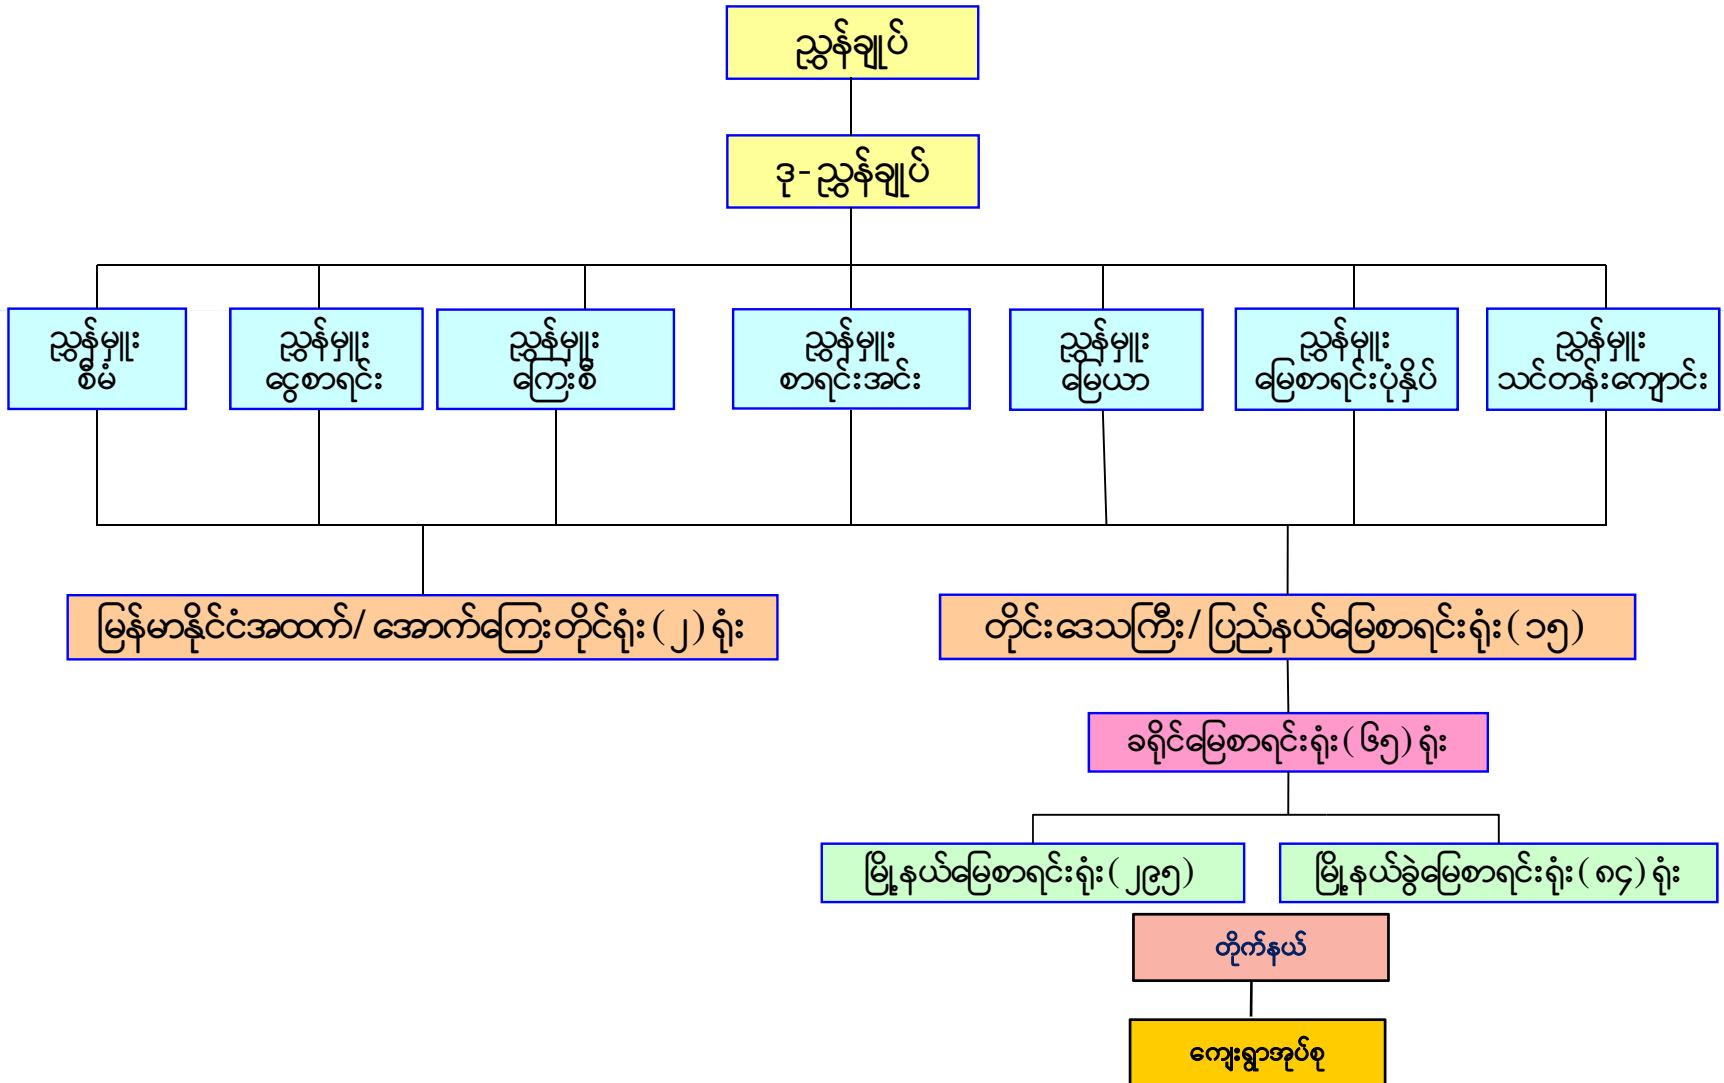 ညွှန်ချုပ်
ဒု-ညွှန်ချုပ်
ညွှန်မှူး
စီမံ
ညွှန်မှူး
ငွေစာရင်း
ညွှန်မှူး
ကြေးစီ
ညွှန်မှူး
စာရင်းအင်း
ညွှန်မှူး
မြေယာ
ညွှန်မှူး
မြေစာရင်းပုံနှိပ်
ညွှန်မှူး
သင်တန်းကျောင်း
မြန်မာနိုင်ငံအထက်/အောက်ကြေးတိုင်ရုံး(၂)ရုံး
တိုင်းဒေသကြီး/ပြည်နယ်မြေစာရင်းရုံး(၁၅)
ခရိုင်မြေစာရင်းရုံး(၆၅)ရုံး
မြို့နယ်မြေစာရင်းရုံး(၂၉၅)
မြို့နယ်ခွဲမြေစာရင်းရုံး(၈၄)ရုံး
တိုက်နယ်
ကျေးရွာအုပ်စု